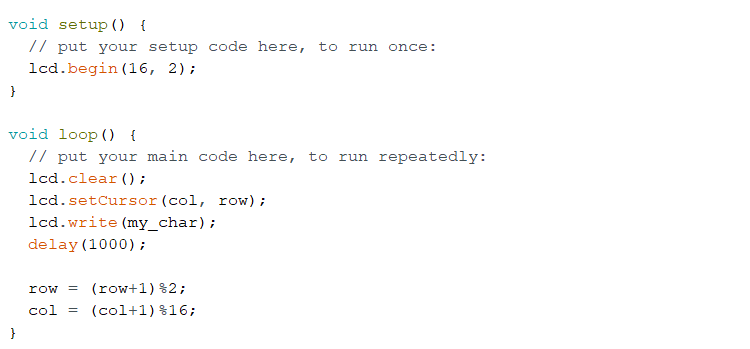 void setup() {
  // put your setup code here, to run once:
  lcd.begin(16, 2);
}

void loop() {
  // put your main code here, to run repeatedly:
  lcd.clear();
  lcd.setCursor(col, row);
  lcd.write(my_char);
  delay(1000);

  row = (row+1)%2;
  col = (col+1)%16;
}